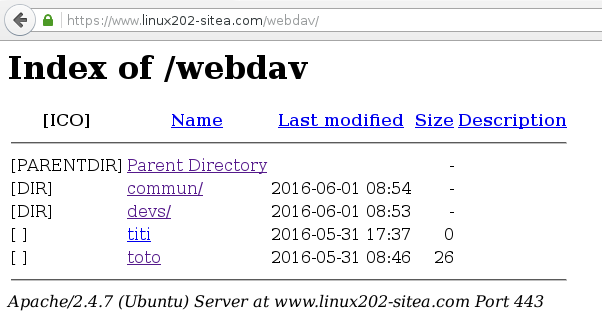 https://www.linux202-sitea.com/webdav/
Index of /webdav
[ICO] Name Last modified Size Description
[PARENTDIR] Parent Directory -
[DIR] commun/ 2016-06-01 08:54 -
[DIR] devs/ 2016-06-01 08:53 -
[ ] titi 2016-05-31 17:37 0
[ ] toto 2016-05-31 08:46 26
Apache/2.4.7 (Ubuntu) Server at www.linux202-sitea.com Port 443